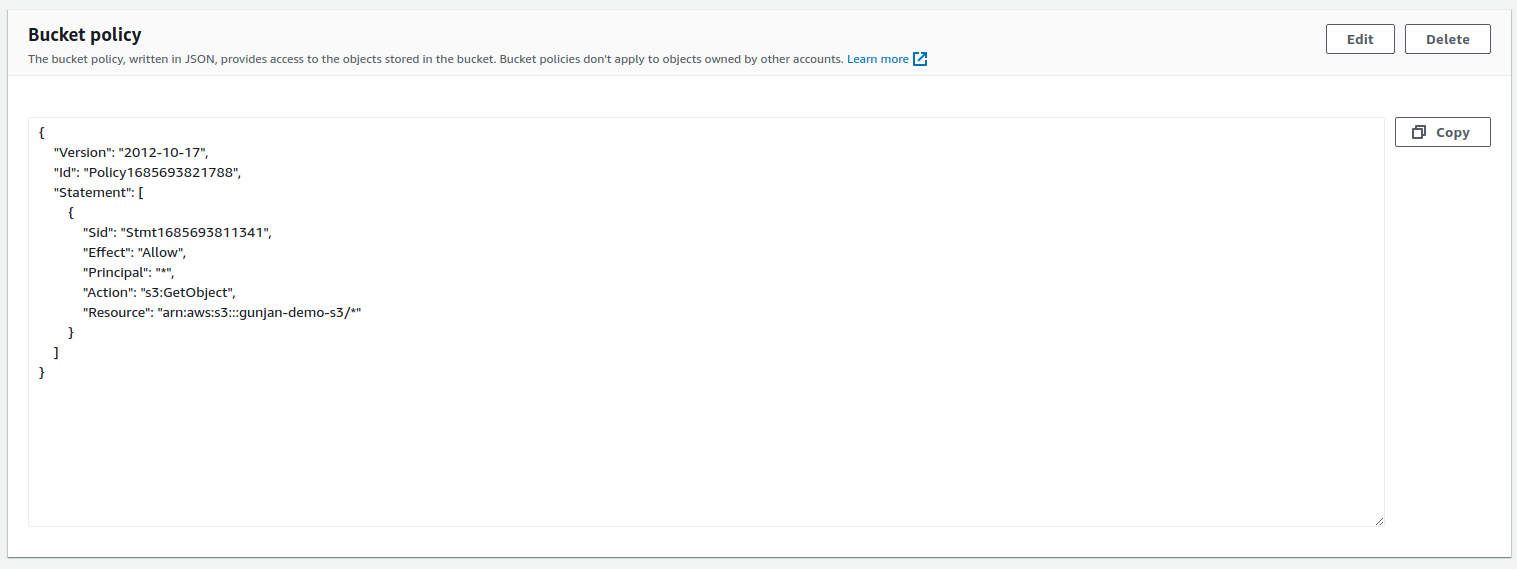 Bucket policy
Edit
Delete
The bucket policy, written in JSON, provides access to the objects stored in the bucket. Bucket policies don't apply to objects owned by other accounts. Learn more
Copy
{
    "Version": "2012-10-17",
    "Id": "Policy1685693821788",
    "Statement": [
        {
            "Sid": "Stmt1685693811341",
            "Effect": "Allow",
            "Principal": "*",
            "Action": "s3:GetObject",
            "Resource": "arn:aws:s3:::gunjan-demo-s3/*"
        }
    ]
}